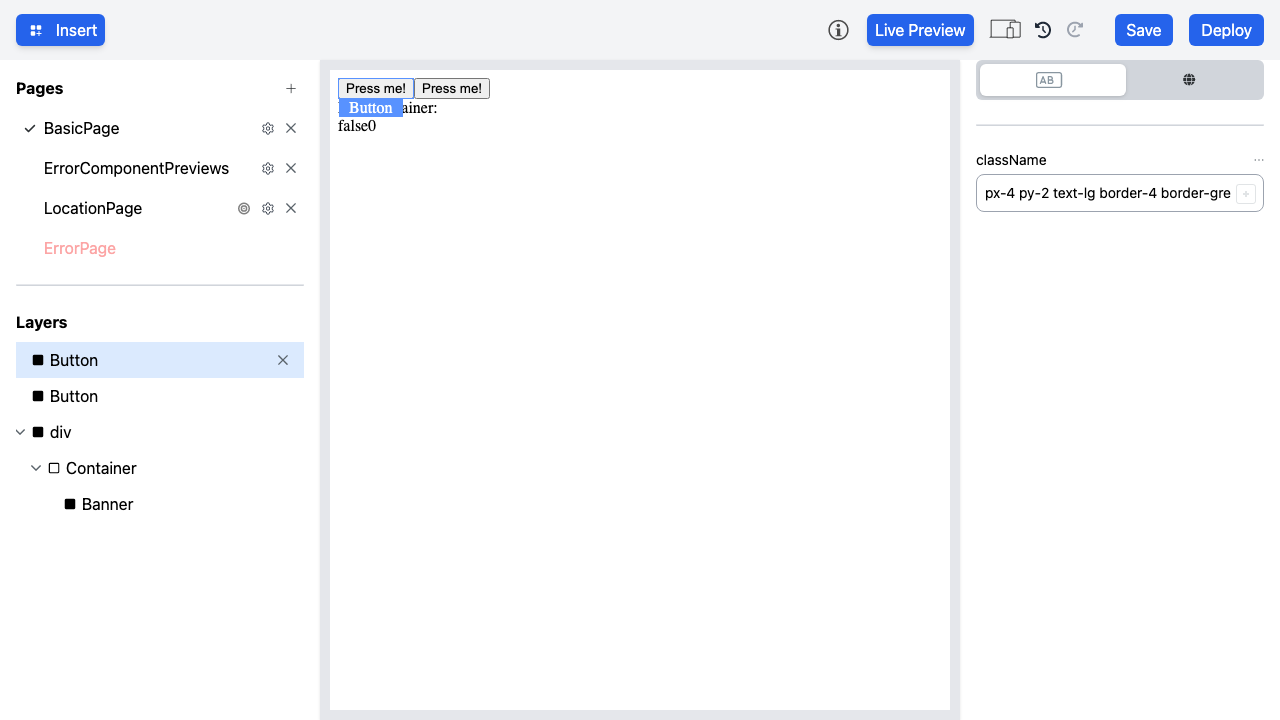 Insert
Live Preview
Save
Deploy
Pages
BasicPage
ErrorComponentPreviews
LocationPage
ErrorPage
Layers
Button
Button
div
Container
Banner
Press me! Press me!
Button ainer:
false0
AB
className
px-4 py-2 text-lg border-4 border-gre